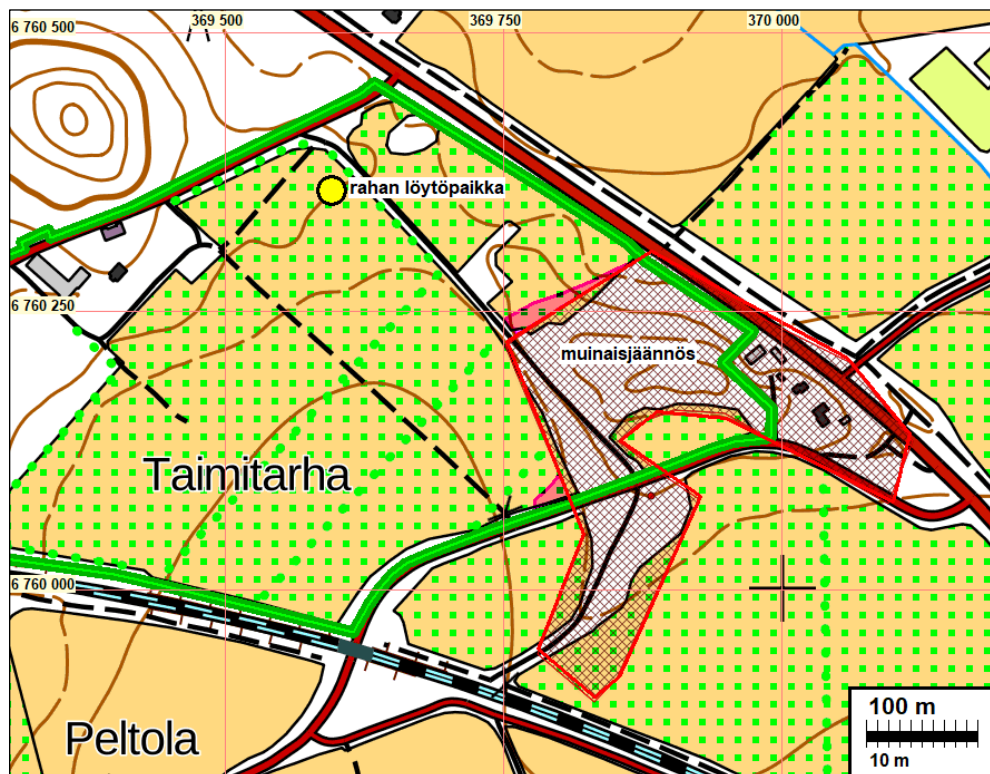 369 500
369 750
370 000
6 760 500
rahan löytöpaikka
6 760 250
muinaisjäännös
Taimitarha
6 760 000
Peltola
100 m
10 m